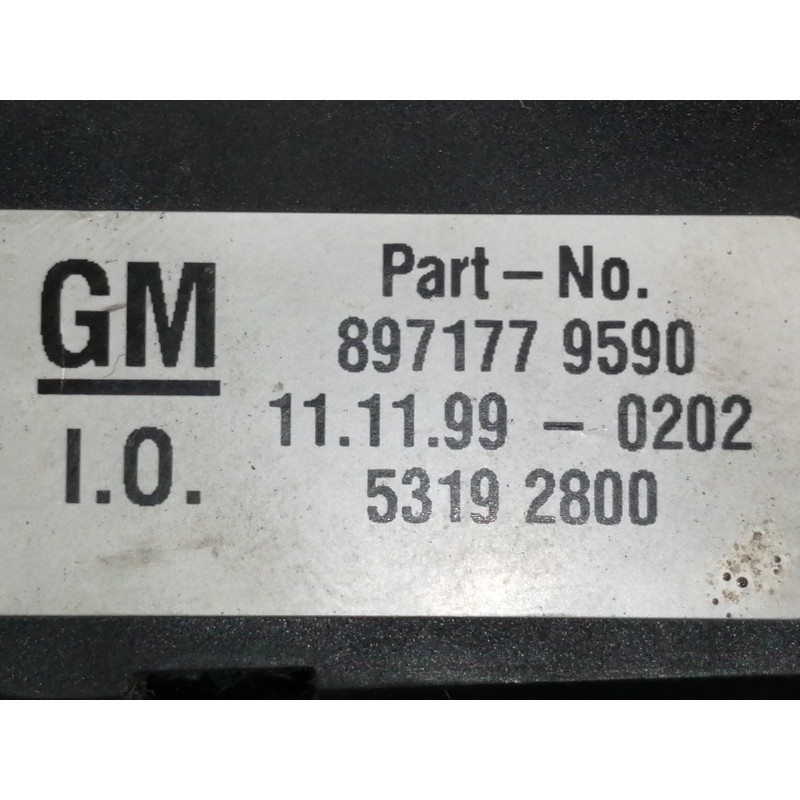 GM
I.O.
Part-No.
897177 9590
11.11.99 - 0202
5319 2800